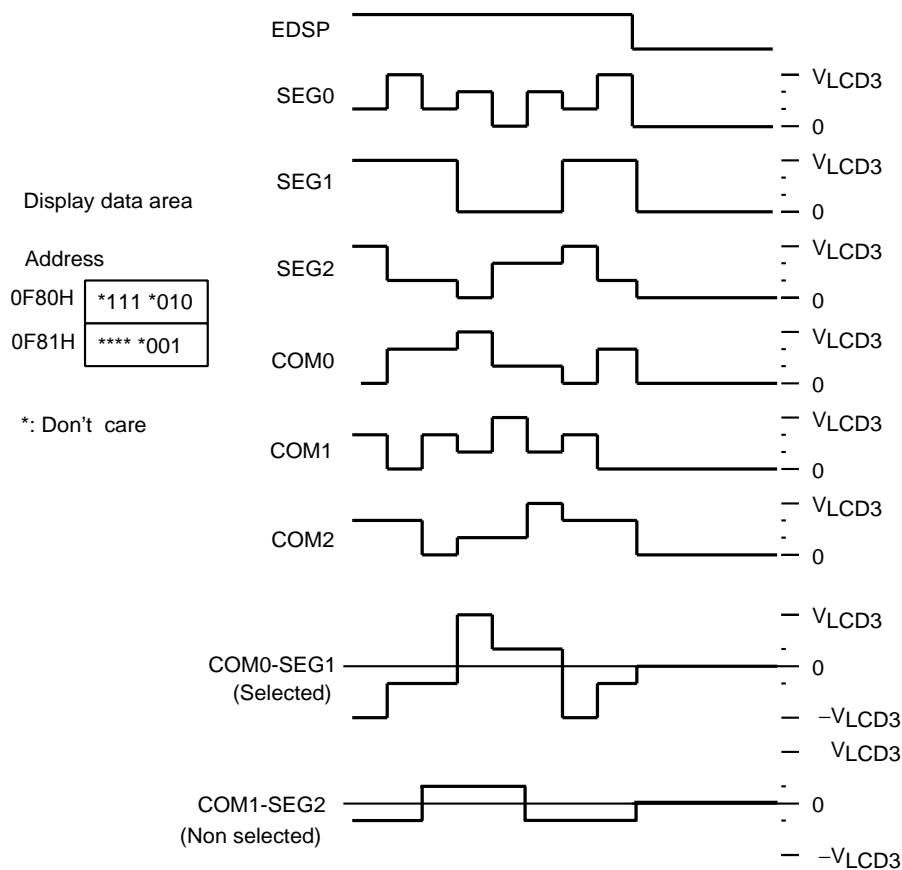 EDSP
SEG0
VLCD3
0
SEG1
VLCD3
0
Display data area
SEG2
VLCD3
0
Address
0F80H *111 *010
0F81H **** *001
COM0
VLCD3
0
*: Don't care
COM1
VLCD3
0
COM2
VLCD3
0
COM0-SEG1
(Selected)
VLCD3
0
−VLCD3
COM1-SEG2
(Non selected)
VLCD3
0
−VLCD3